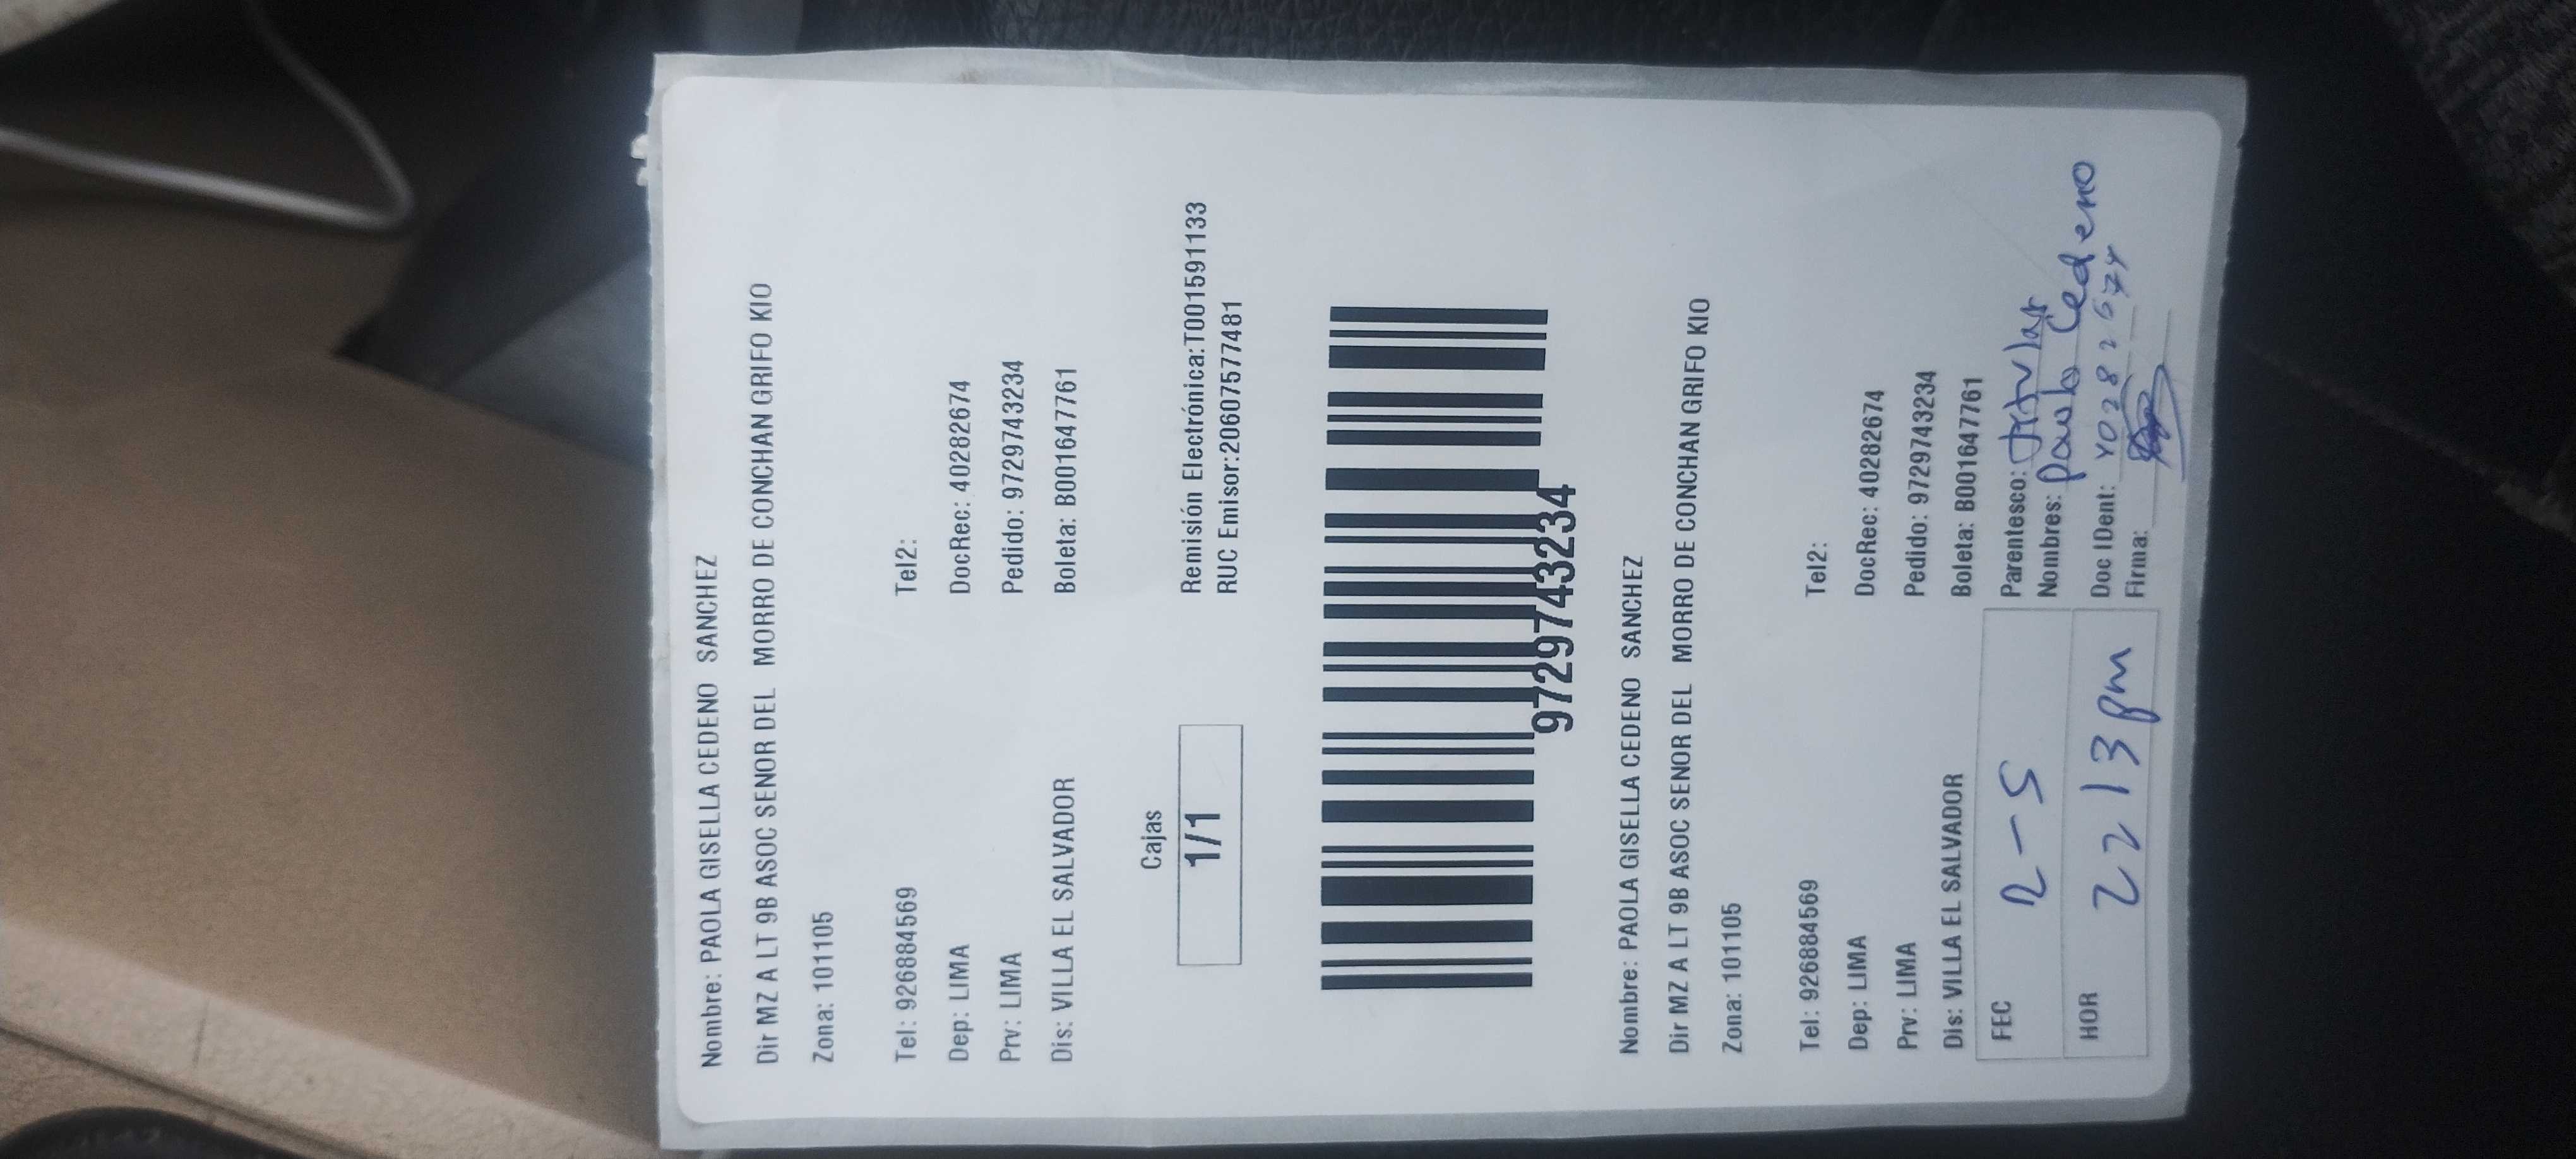 Nombre: PAOLA GISELLA CEDENO SANCHEZ
Dir MZ A LT 9B ASOC SENOR DEL MORRO DE CONCHAN GRIFO KIO
Zona: 101105
Tel: 926884569 Tel2:
Dep: LIMA DocRec: 40282674
Prv: LIMA Pedido: 9729743234
Dis: VILLA EL SALVADOR Boleta: B001647761
Cajas
1/1
Remisión Electrónica:T001591133
RUC Emisor:20607577481
9729743234
Nombre: PAOLA GISELLA CEDENO SANCHEZ
Dir MZ A LT 9B ASOC SENOR DEL MORRO DE CONCHAN GRIFO KIO
Zona: 101105
Tel: 926884569 Tel2:
Dep: LIMA DocRec: 40282674
Prv: LIMA Pedido: 9729743234
Dis: VILLA EL SALVADOR Boleta: B001647761
FEC
HOR 2213pm
Parentesco: Titular
Nombres: Paola Cedeno
Doc IDent: 40282674
Firma: